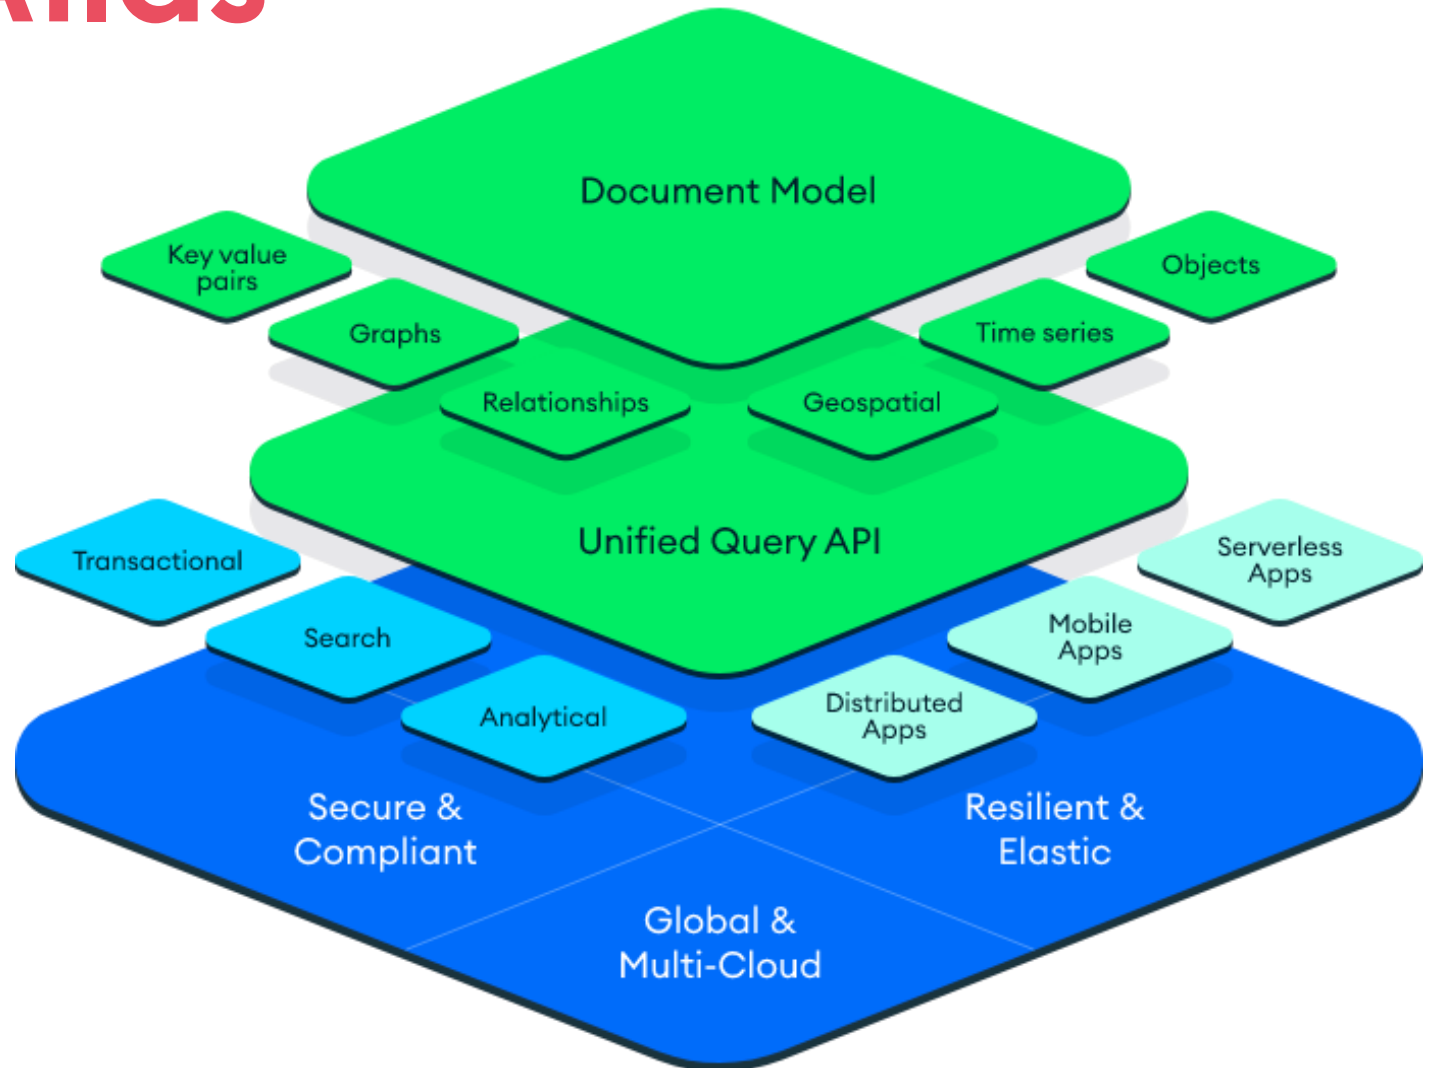 Atlas
Document Model
Key value
pairs
Objects
Graphs
Time series
Relationships
Geospatial
Unified Query API
Transactional
Serverless
Apps
Search
Mobile
Apps
Analytical
Distributed
Apps
Secure &
Compliant
Resilient &
Elastic
Global &
Multi-Cloud